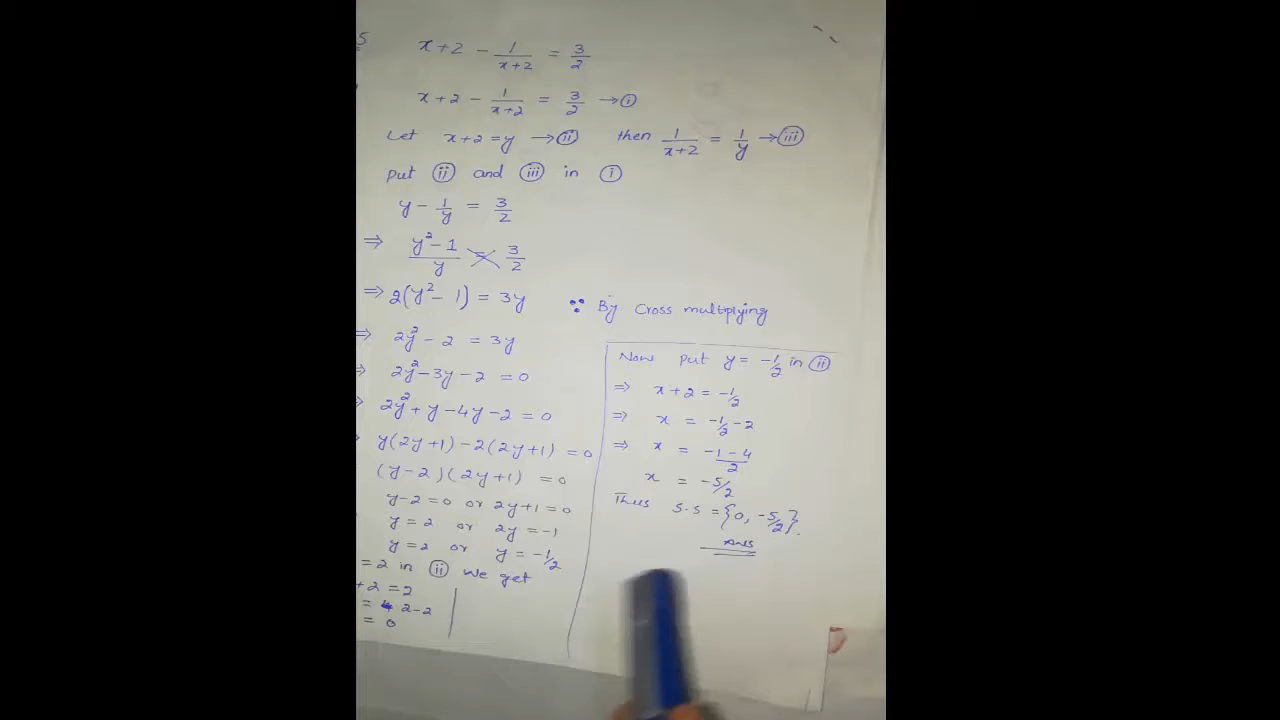 5
x+2 - 1/(x+2) = 3/2
x+2 - 1/(x+2) = 3/2 → (i)
Let x+2 = y → (ii) then 1/(x+2) = 1/y → (iii)
put (ii) and (iii) in (i)
y - 1/y = 3/2
⇒ (y² - 1)/y = 3/2
⇒ 2(y² - 1) = 3y ∵ By Cross multiplying
⇒ 2y² - 2 = 3y
⇒ 2y² - 3y - 2 = 0
⇒ 2y² + y - 4y - 2 = 0
y(2y+1) - 2(2y+1) = 0
(y-2)(2y+1) = 0
y-2 = 0 or 2y+1 = 0
y = 2 or 2y = -1
y = 2 or y = -1/2
= 2 in (ii) we get
+2 = 2
= 2-2
= 0
Now put y = -1/2 in (ii)
⇒ x+2 = -1/2
⇒ x = -1/2 - 2
⇒ x = (-1-4)/2
x = -5/2
Thus S.S = {0, -5/2}.
Ans